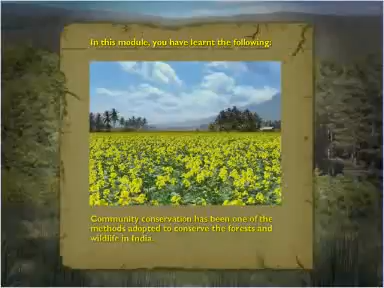 In this module, you have learnt the following:
Community conservation has been one of the
methods adopted to conserve the forests and
wildlife in India.